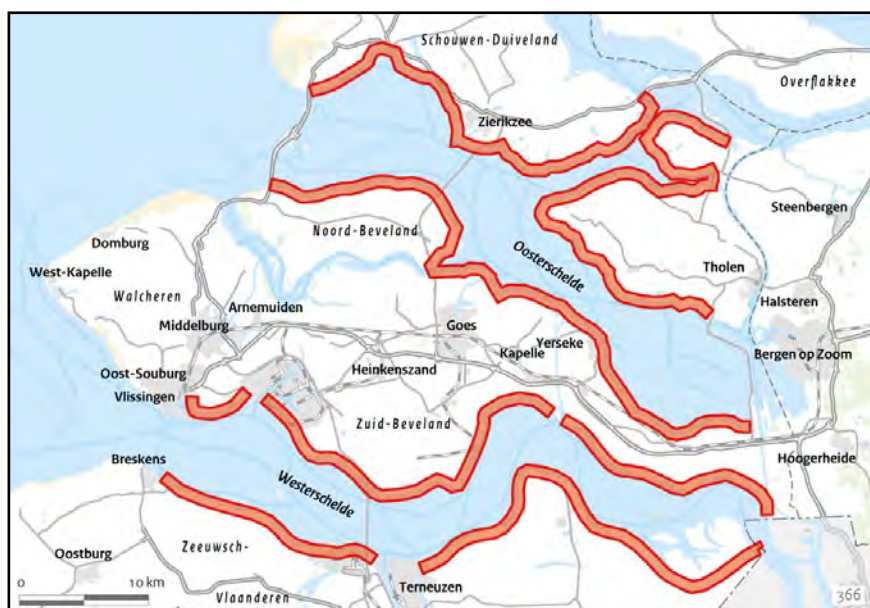 Schouwen-Duiveland
Overflakkee
Zierikzee
Steenbergen
Noord-Beveland
Domburg
Oosterschelde
Tholen
West-Kapelle
Walcheren
Halsteren
Arnemuiden
Middelburg
Goes
Yerseke
Kapelle
Bergen op Zoom
Oost-Souburg
Heinkenszand
Vlissingen
Zuid-Beveland
Hoogerheide
Breskens
Westerschelde
Oostburg
Zeeuwsch-
Terneuzen
Vlaanderen
0 10 km
366